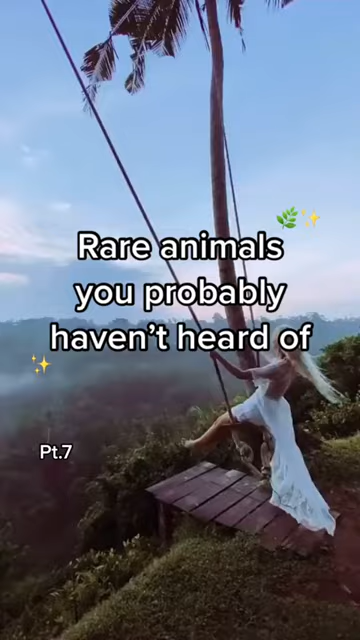 🌿✨
Rare animals
you probably
haven’t heard of
✨
Pt.7